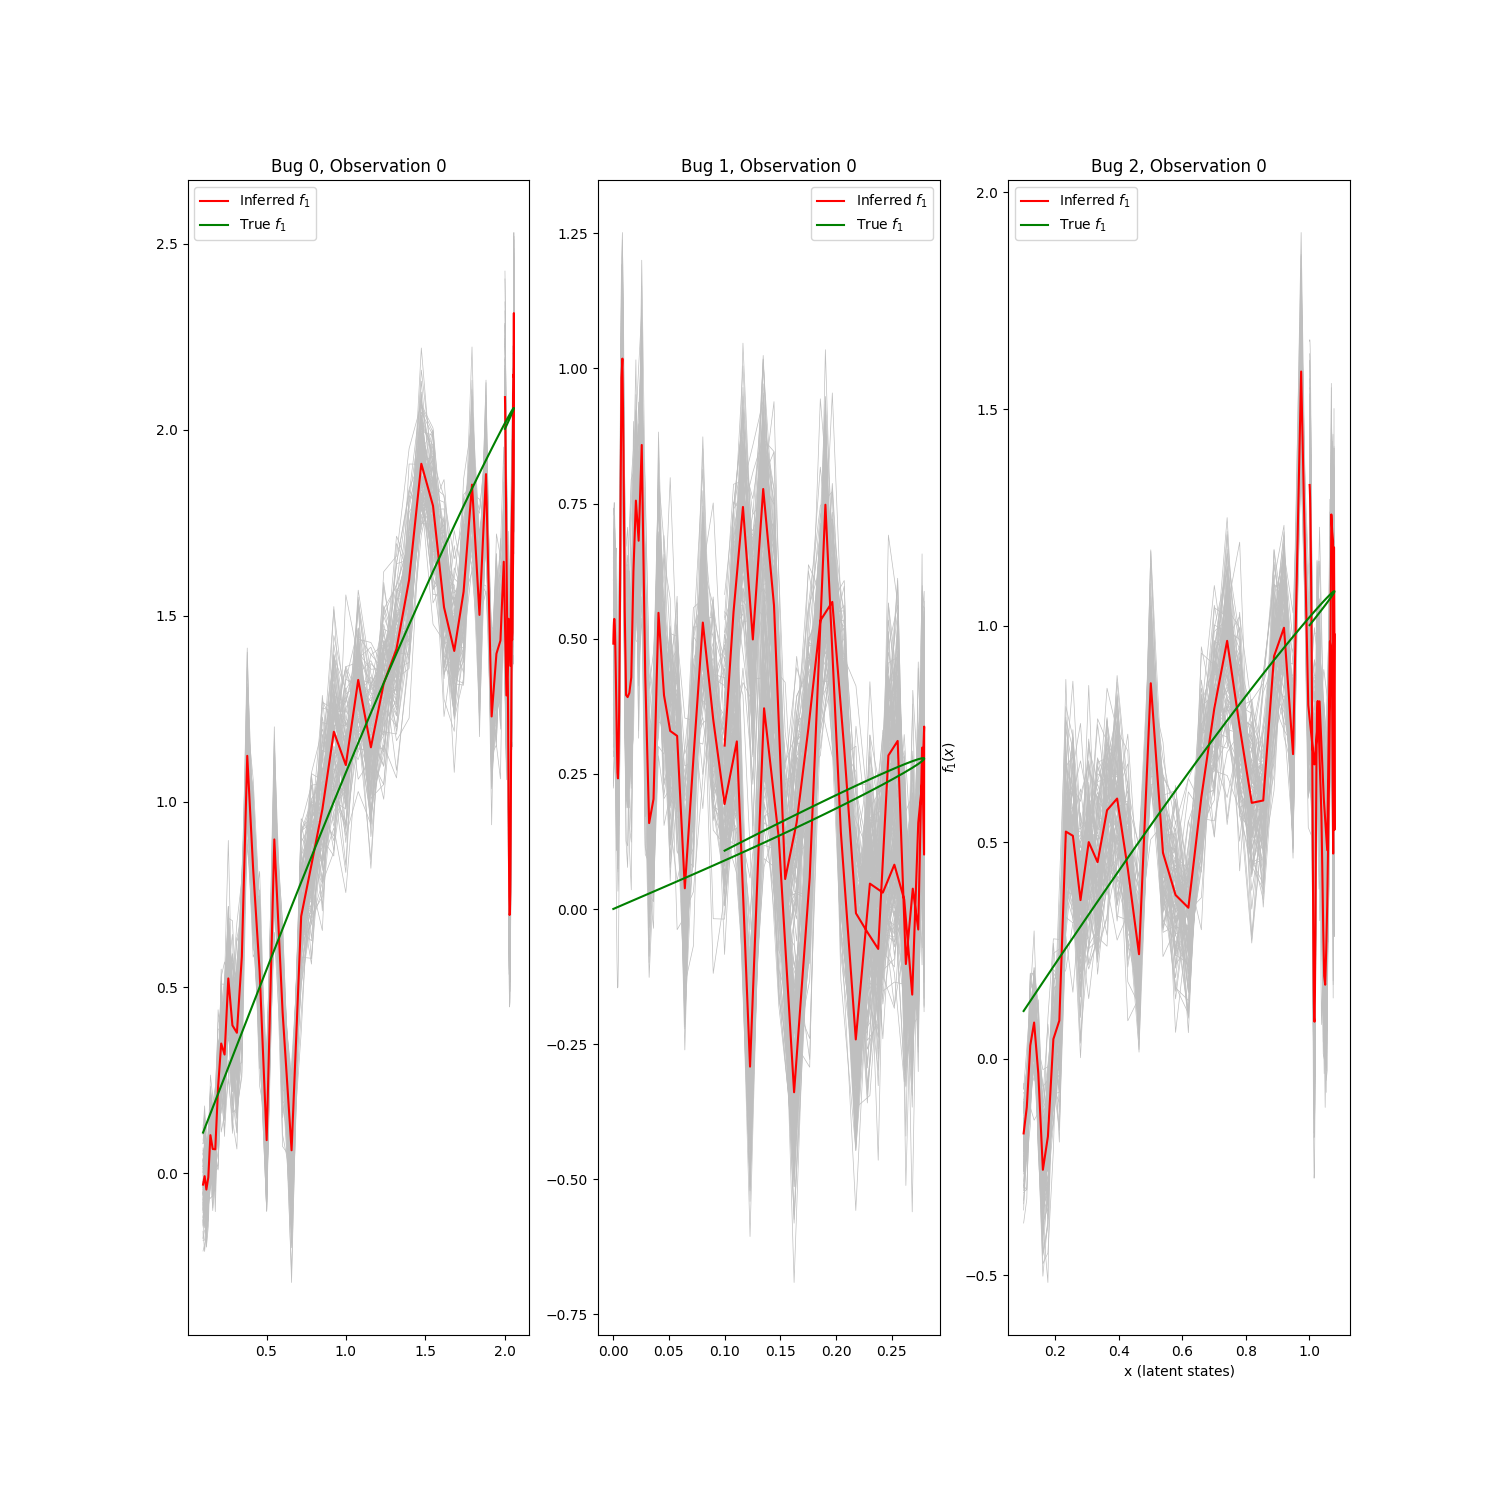 Bug 0, Observation 0
Inferred f₁
True f₁
2.5
2.0
1.5
1.0
0.5
0.0
0.5 1.0 1.5 2.0
Bug 1, Observation 0
Inferred f₁
True f₁
1.25
1.00
0.75
0.50
0.25
0.00
−0.25
−0.50
−0.75
0.00 0.05 0.10 0.15 0.20 0.25
Bug 2, Observation 0
Inferred f₁
True f₁
f₁(x)
2.0
1.5
1.0
0.5
0.0
−0.5
0.2 0.4 0.6 0.8 1.0
x (latent states)